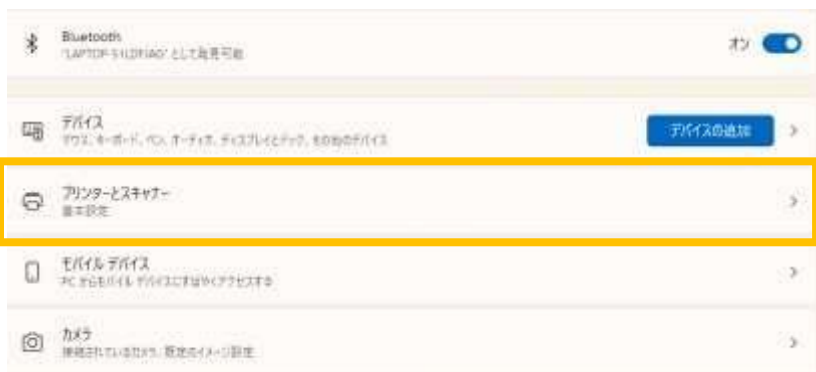 Bluetooth
として発見可能
オン
デバイス
マウス、キーボード、ペン、オーディオ、ディスプレイとドック、その他のデバイス
デバイスの追加
プリンターとスキャナー
基本設定
モバイル デバイス
PC からモバイル デバイスにすばやくアクセスする
カメラ
接続されているカメラ、既定のイメージ設定